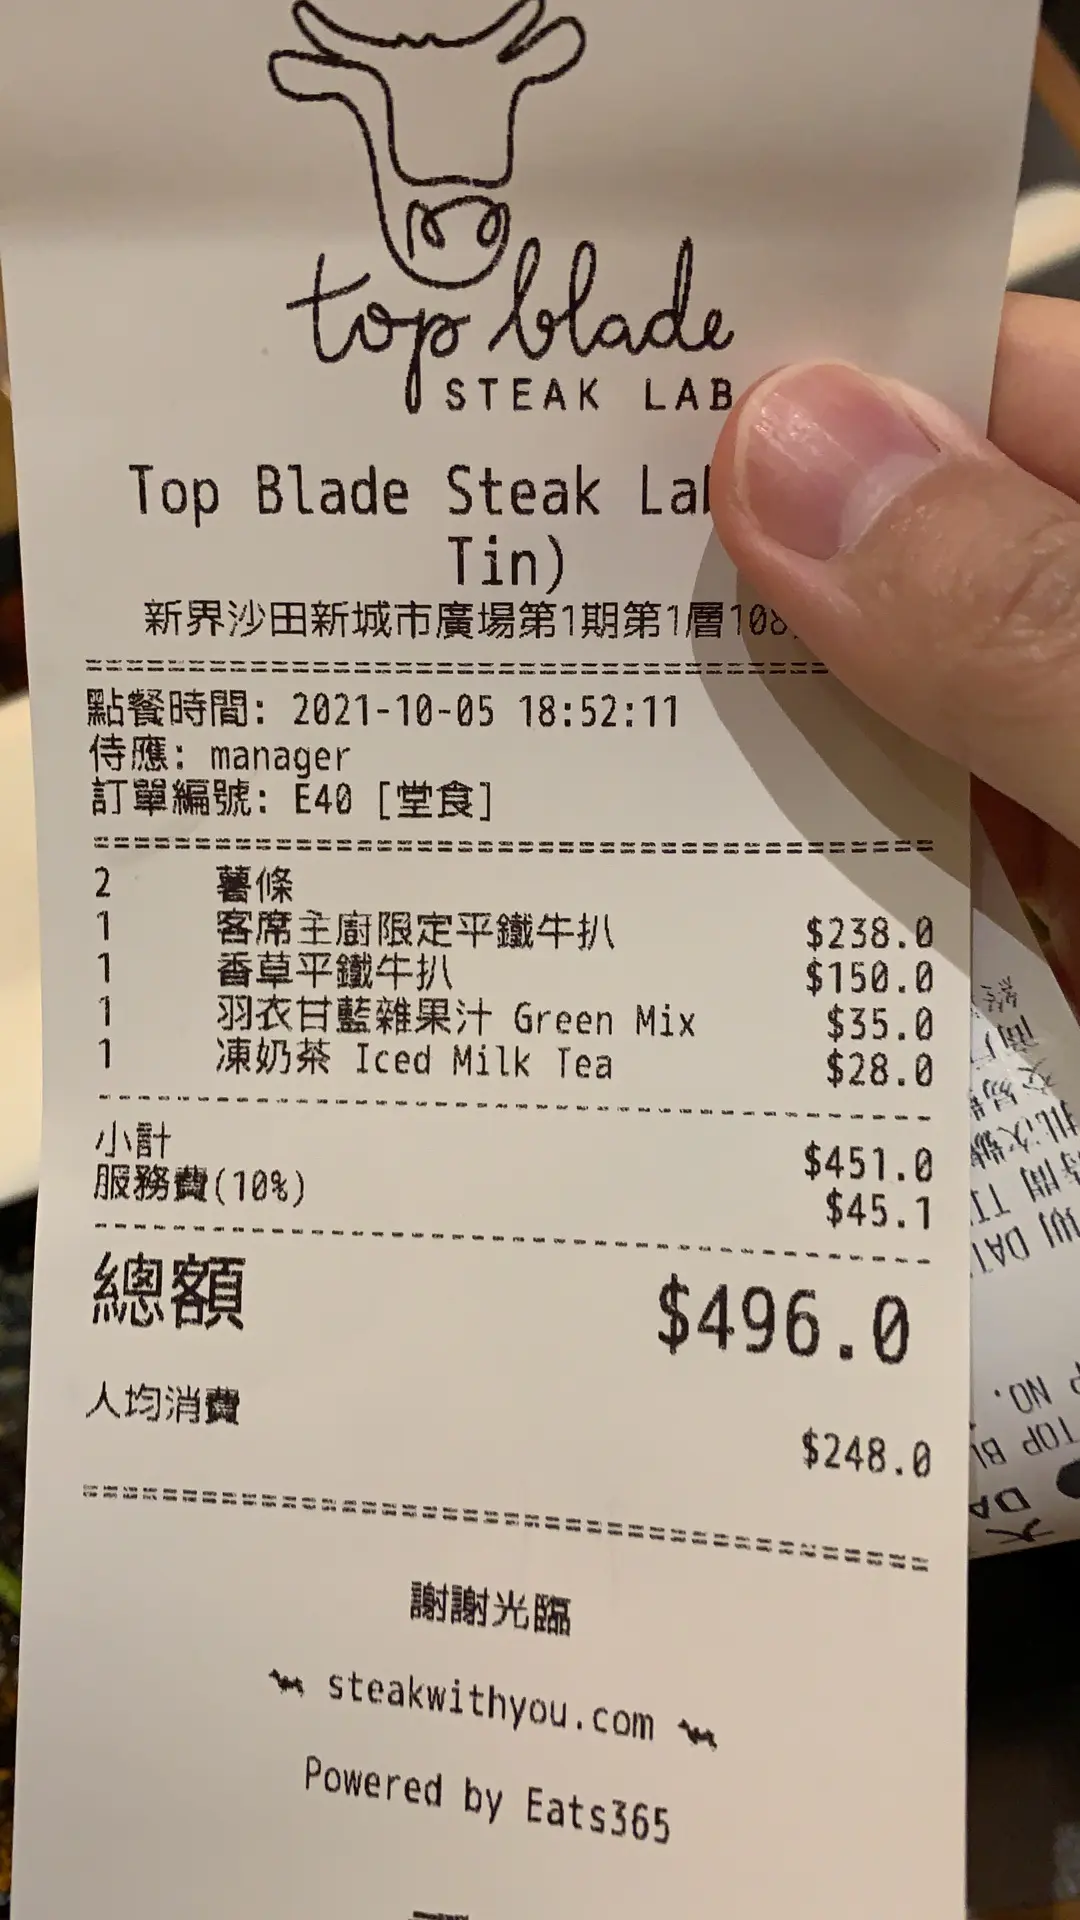 top blade
STEAK LAB
Top Blade Steak
Tin)
新界沙田新城市廣場第1期第1層108
點餐時間: 2021-10-05 18:52:11
侍應: manager
訂單編號: E40 [堂食]
2 薯條
1 客席主廚限定平鐵牛扒 $238.0
1 香草平鐵牛扒 $150.0
1 羽衣甘藍雜果汁 Green Mix $35.0
1 凍奶茶 Iced Milk Tea $28.0
小計 $451.0
服務費(10%) $45.1
總額 $496.0
人均消費 $248.0
謝謝光臨
steakwithyou.com
Powered by Eats365